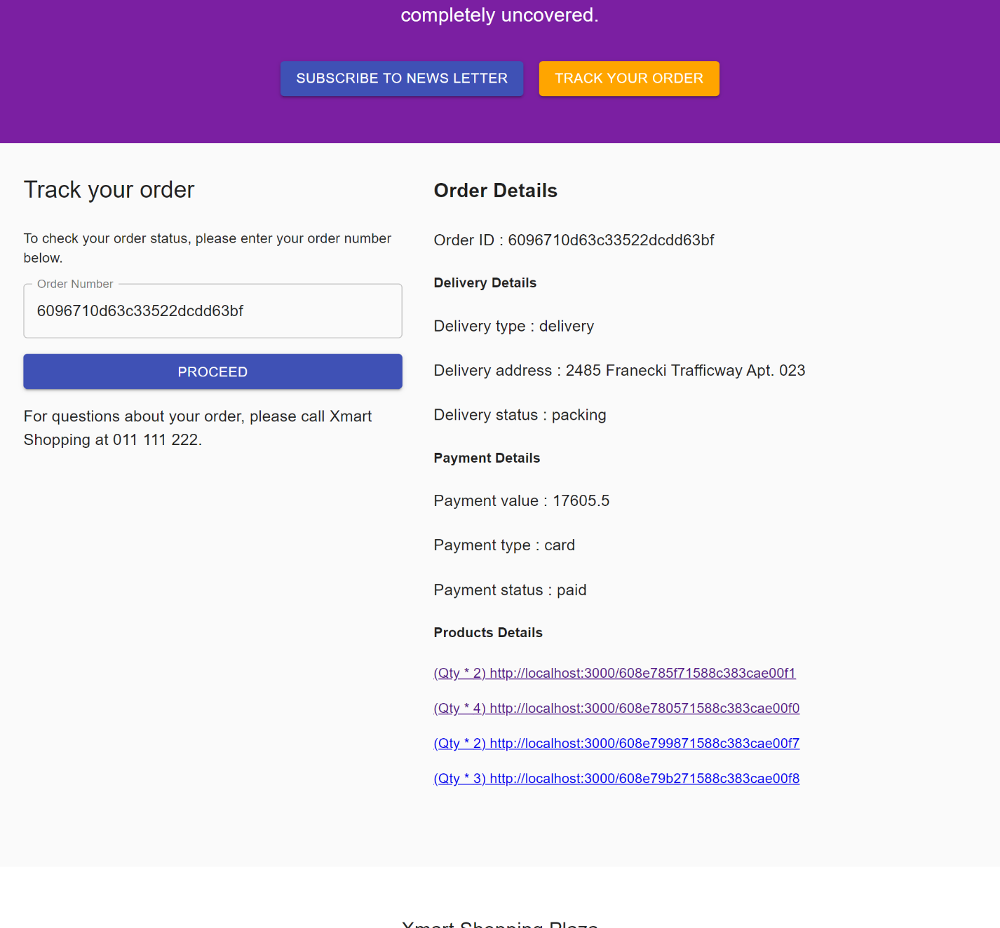 completely uncovered.
SUBSCRIBE TO NEWS LETTER
TRACK YOUR ORDER
Track your order
To check your order status, please enter your order number
below.
Order Number
6096710d63c33522dcdd63bf
PROCEED
For questions about your order, please call Xmart
Shopping at 011 111 222.
Order Details
Order ID : 6096710d63c33522dcdd63bf
Delivery Details
Delivery type : delivery
Delivery address : 2485 Franecki Trafficway Apt. 023
Delivery status : packing
Payment Details
Payment value : 17605.5
Payment type : card
Payment status : paid
Products Details
(Qty * 2) http://localhost:3000/608e785f71588c383cae00f1
(Qty * 4) http://localhost:3000/608e780571588c383cae00f0
(Qty * 2) http://localhost:3000/608e799871588c383cae00f7
(Qty * 3) http://localhost:3000/608e79b271588c383cae00f8
Xmart Shopping Plaza